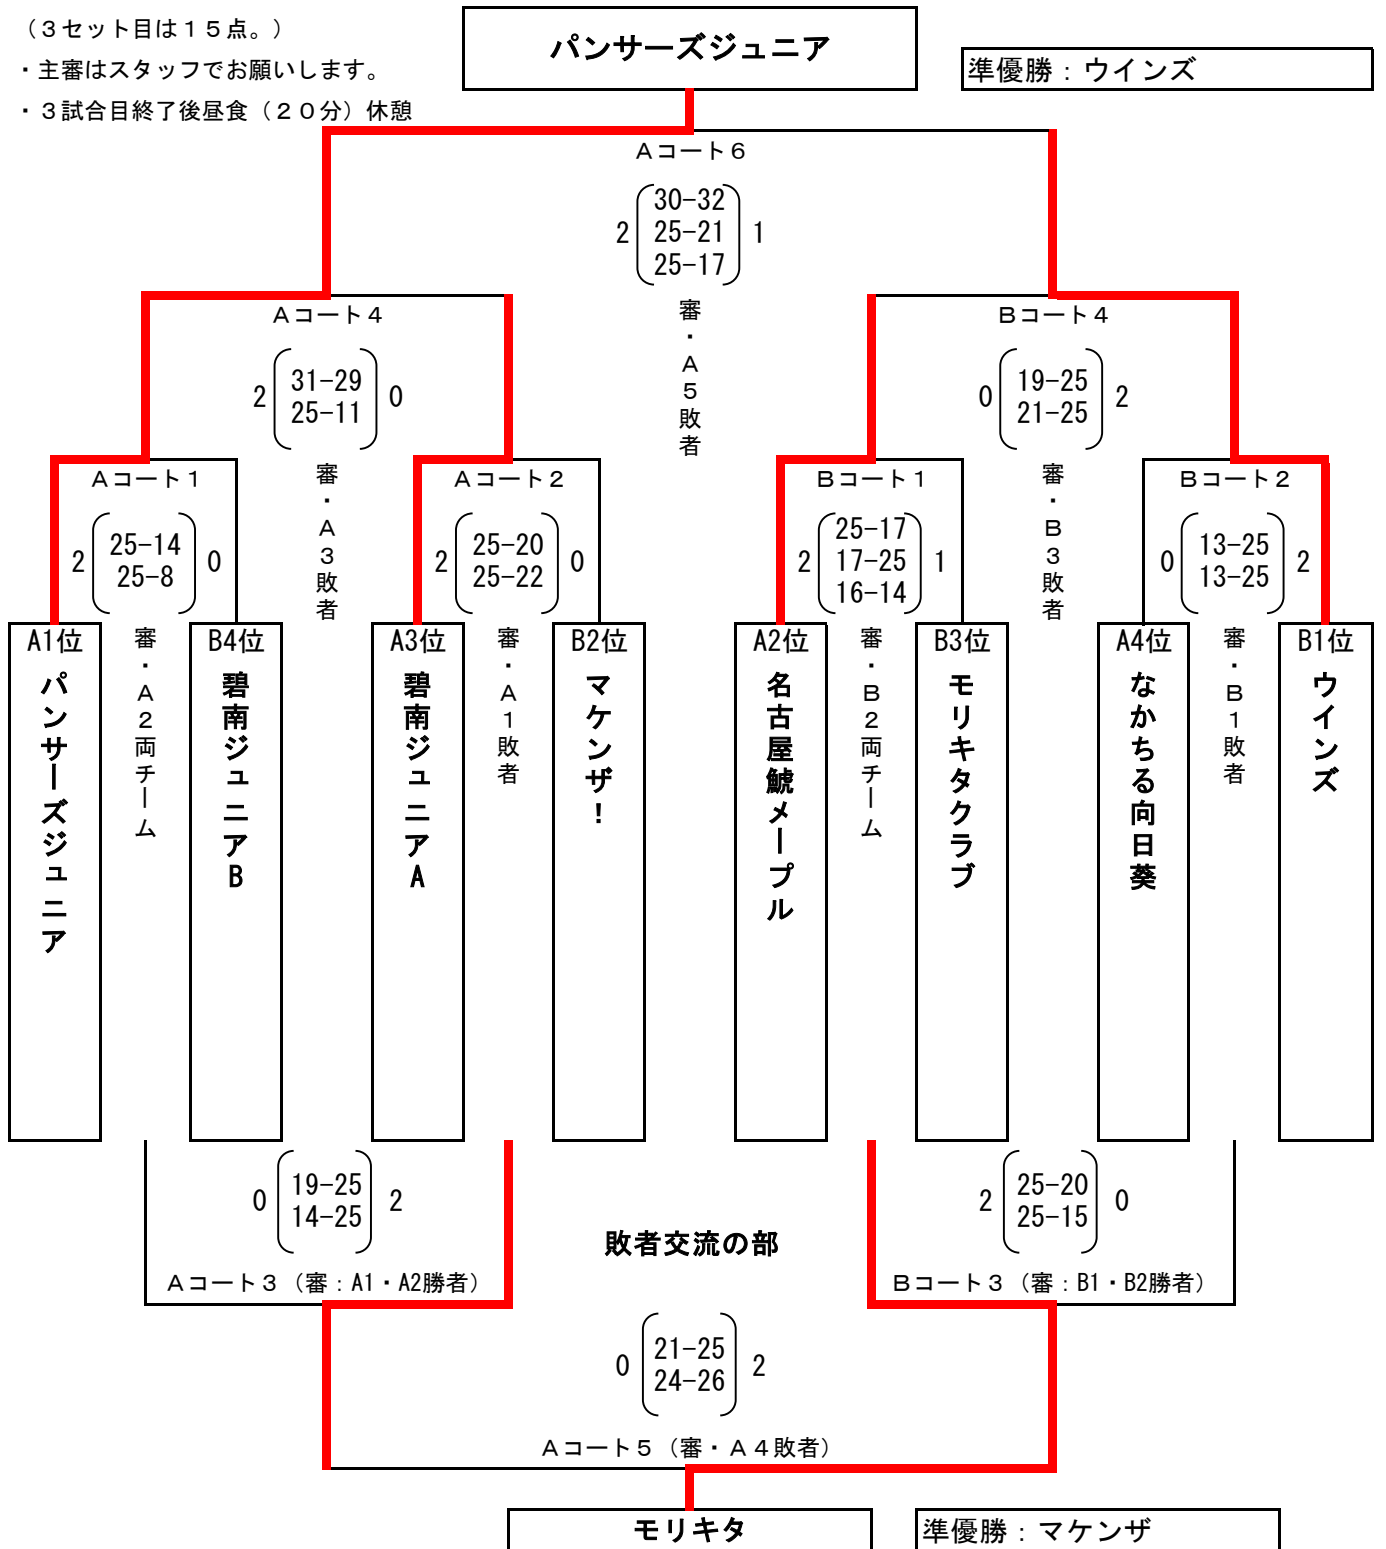 （３セット目は１５点。）
・主審はスタッフでお願いします。
・３試合目終了後昼食（２０分）休憩
パンサーズジュニア
準優勝：ウインズ
Ａコート６
2
30-32
25-21
25-17
1
審・Ａ５敗者
Ａコート４
2
31-29
25-11
0
審・Ａ３敗者
Ｂコート４
0
19-25
21-25
2
審・Ｂ３敗者
Ａコート１
2
25-14
25-8
0
審・Ａ２両チーム
Ａコート２
2
25-20
25-22
0
審・Ａ１敗者
Ｂコート１
2
25-17
17-25
16-14
1
審・Ｂ２両チーム
Ｂコート２
0
13-25
13-25
2
審・Ｂ１敗者
A1位
パンサーズジュニア
B4位
碧南ジュニアB
A3位
碧南ジュニアA
B2位
マケンザ！
A2位
名古屋鯱メープル
B3位
モリキタクラブ
A4位
なかちる向日葵
B1位
ウインズ
0
19-25
14-25
2
Ａコート３（審：A1・A2勝者）
2
25-20
25-15
0
Ｂコート３（審：B1・B2勝者）
敗者交流の部
0
21-25
24-26
2
Ａコート５（審・Ａ４敗者）
モリキタ
準優勝：マケンザ